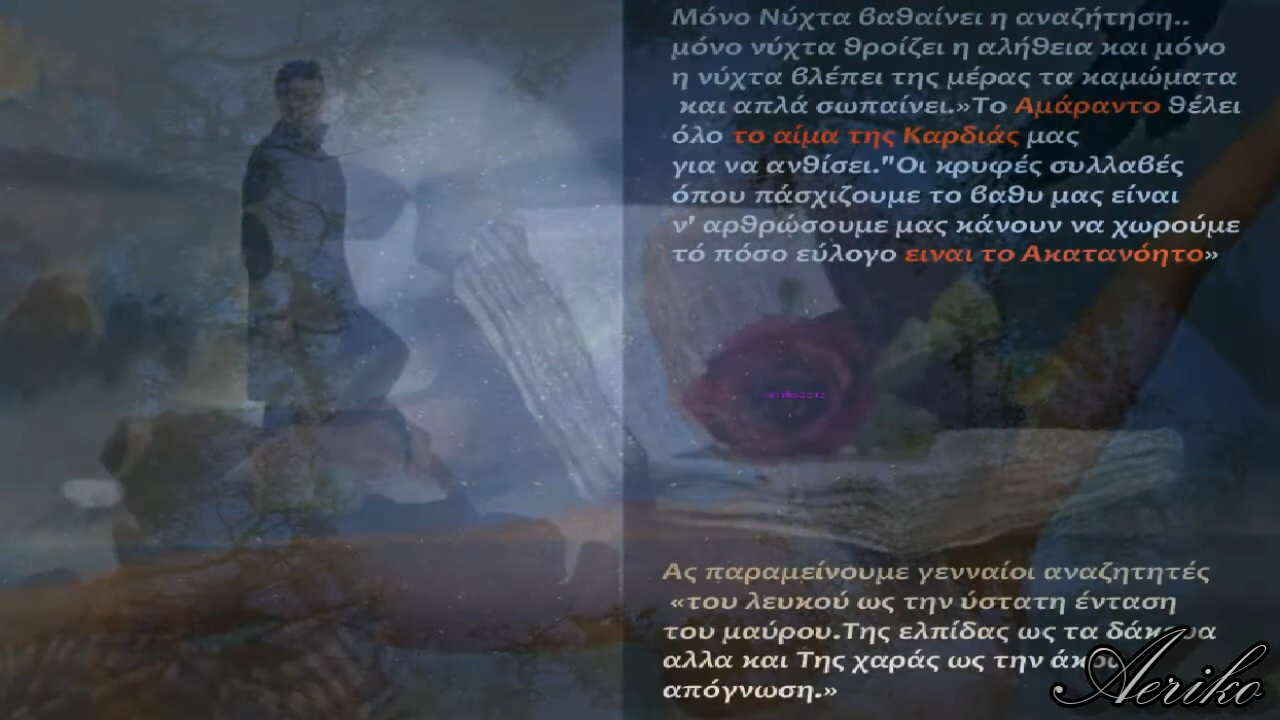 Μόνο Νύχτα βαθαίνει η αναζήτηση..
μόνο νύχτα θροίζει η αλήθεια και μόνο
η νύχτα βλέπει της μέρας τα καμώματα
και απλά σωπαίνει.»Το Αμάραντο θέλει
όλο το αίμα της Καρδιάς μας
για να ανθίσει."Οι κρυφές συλλαβές
όπου πάσχιζουμε το βαθυ μας είναι
ν' αρθρώσουμε μας κάνουν να χωρούμε
τό πόσο εύλογο ειναι το Ακατανόητο»
Ας παραμείνουμε γενναίοι αναζητητές
«του λευκού ως την ύστατη ένταση
του μαύρου.Της ελπίδας ως τα
αλλα και Της χαράς ως την
απόγνωση.»
Aeriko